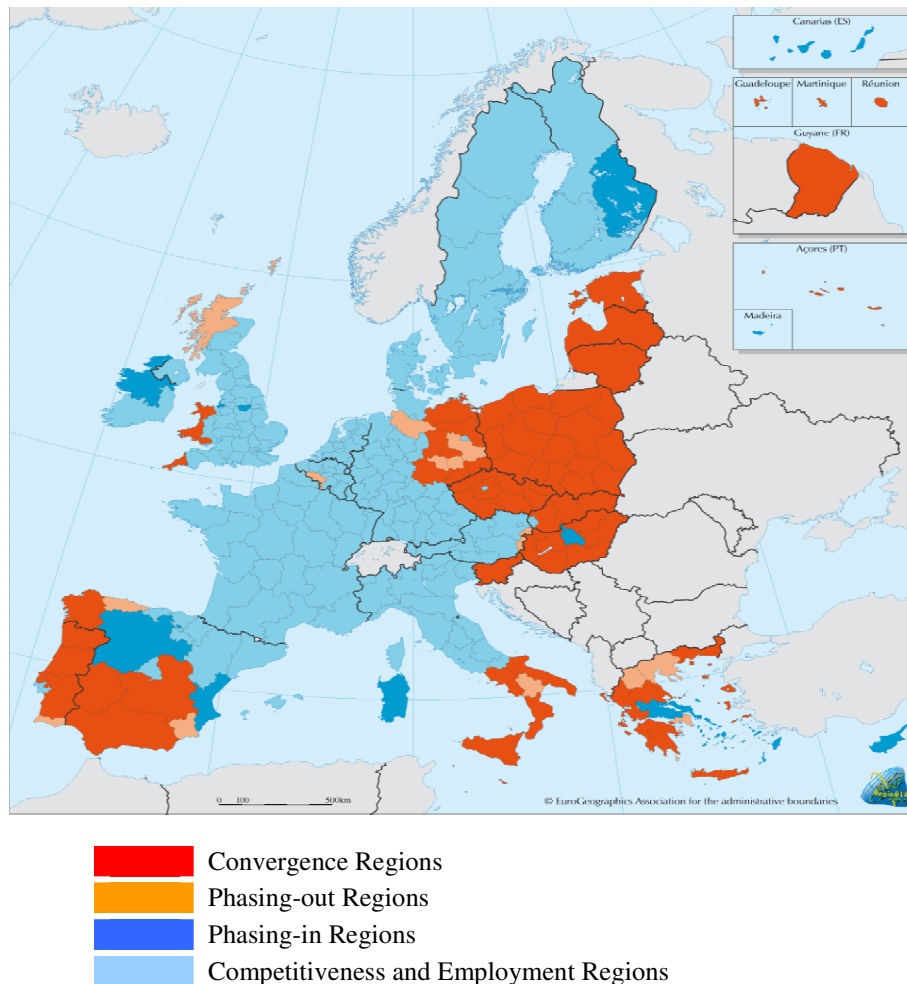 Canarias (ES)
Guadeloupe
Martinique
Réunion
Guyane (FR)
Açores (PT)
Madeira
0 100 500km
© EuroGeographics Association for the administrative boundaries
Convergence Regions
Phasing-out Regions
Phasing-in Regions
Competitiveness and Employment Regions